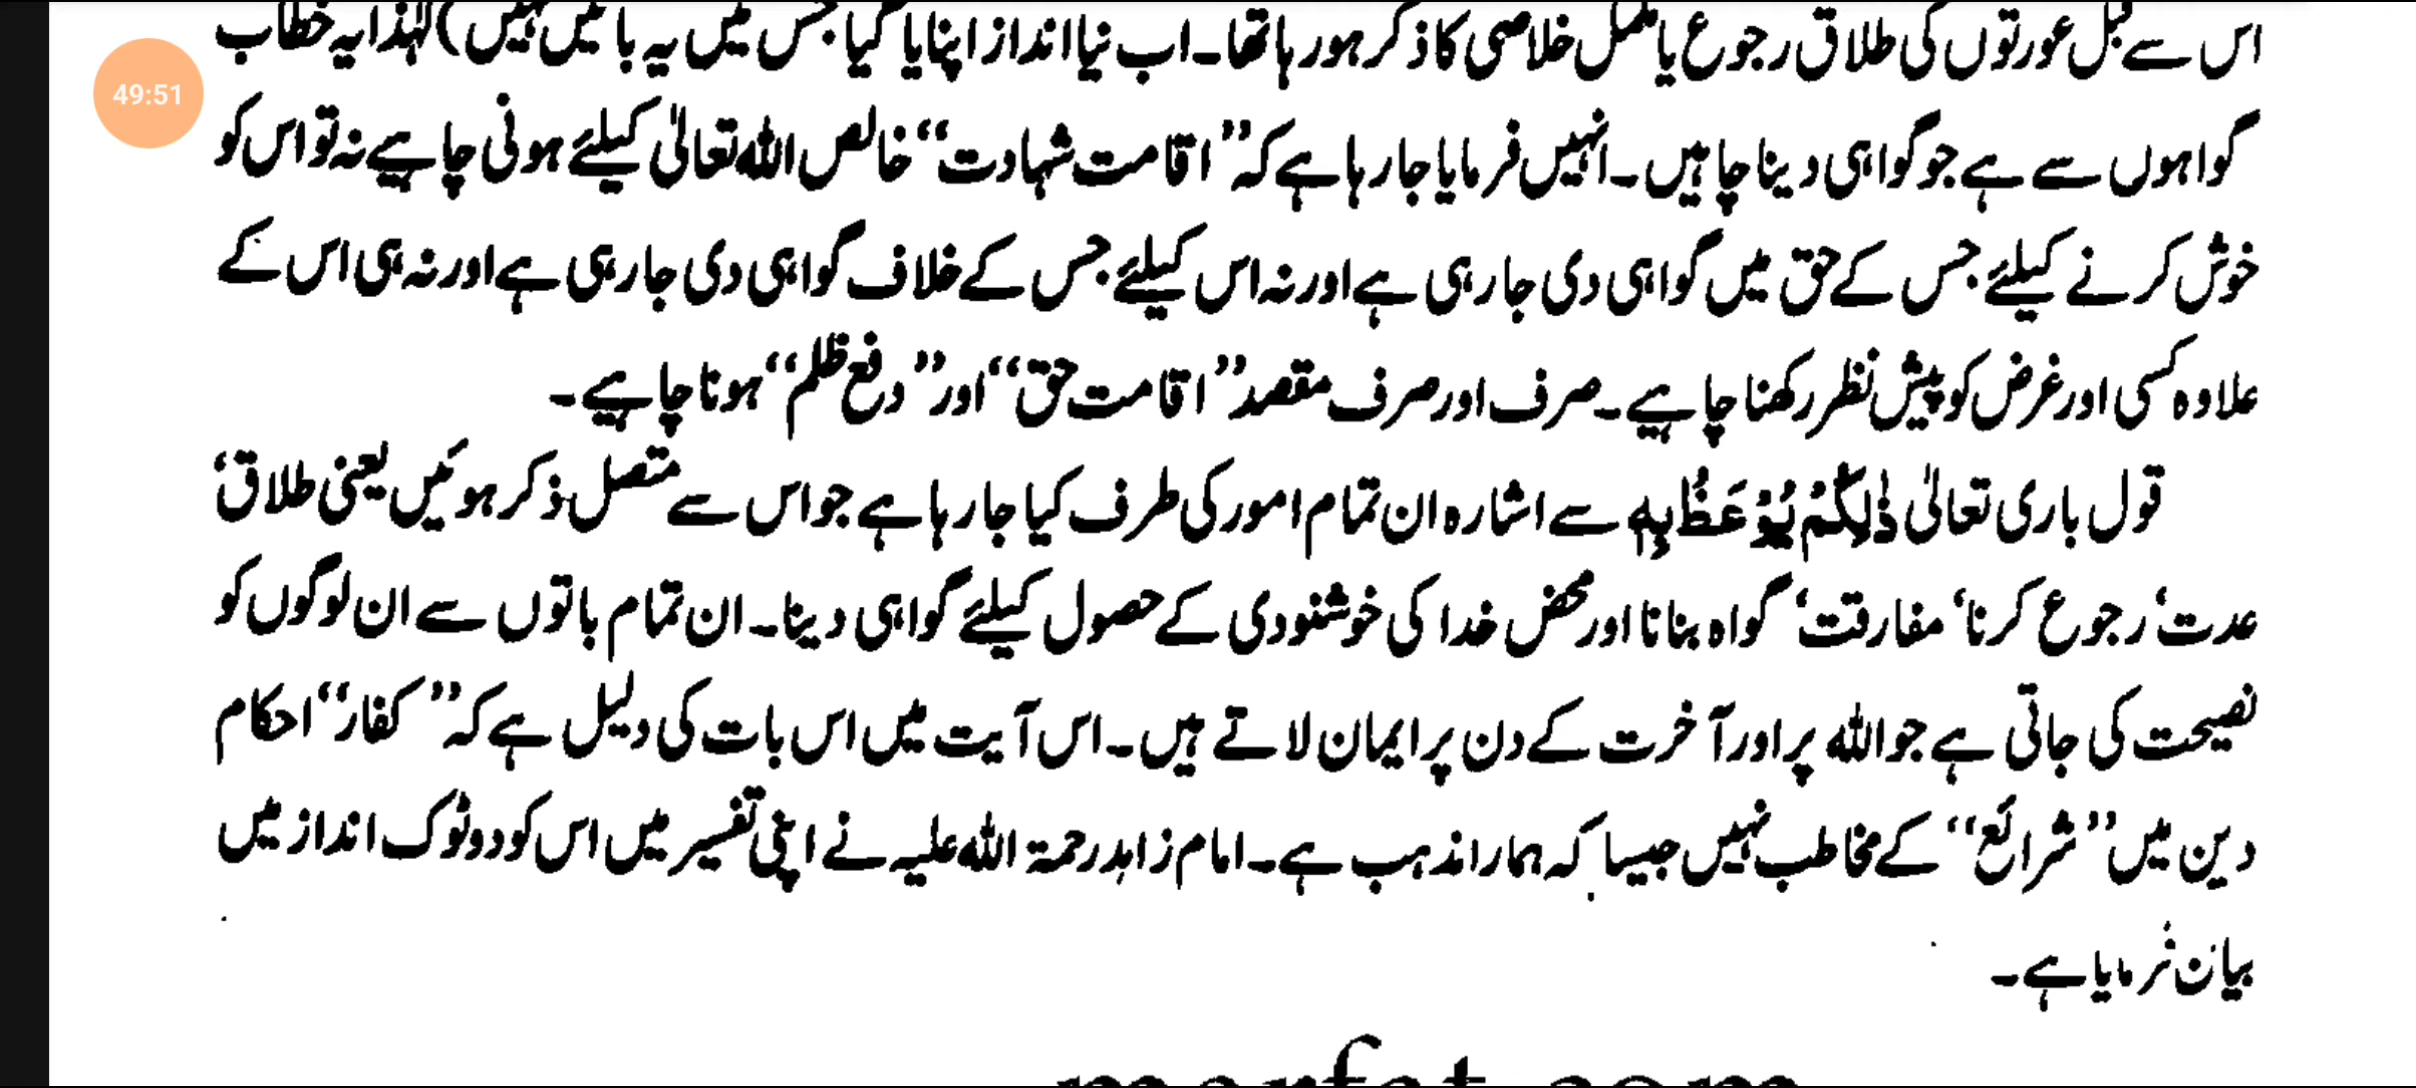 اس سے قبل عورتوں کی طلاق رجوع یا مکمل خلاصی کا ذکر ہو رہا تھا۔ اب نیا انداز اپنایا گیا جس میں یہ باتیں نہیں) لہٰذا یہ خطاب
49:51
گواہوں سے ہے جو گواہی دینا چاہیں۔ انہیں فرمایا جا رہا ہے کہ ”اقامت شہادت“ خالص اللہ تعالیٰ کیلئے ہونی چاہیے نہ تو اس کو
خوش کرنے کیلئے جس کے حق میں گواہی دی جا رہی ہے اور نہ اس کیلئے جس کے خلاف گواہی دی جا رہی ہے اور نہ ہی اس کے
علاوہ کسی اور غرض کو پیش نظر رکھنا چاہیے۔ صرف اور صرف مقصد ”اقامت حق“ اور ”دفع ظلم“ ہونا چاہیے۔
قول باری تعالیٰ ذٰلِكُمْ يُوْعَظُ بِهٖ سے اشارہ ان تمام امور کی طرف کیا جا رہا ہے جو اس سے متصل ذکر ہوئیں یعنی طلاق‘
عدت‘ رجوع کرنا‘ مفارقت‘ گواہ بنانا اور محض خدا کی خوشنودی کے حصول کیلئے گواہی دینا۔ ان تمام باتوں سے ان لوگوں کو
نصیحت کی جاتی ہے جو اللہ پر اور آخرت کے دن پر ایمان لاتے ہیں۔ اس آیت میں اس بات کی دلیل ہے کہ ”کفار“ احکام
دین میں ”شرائع“ کے مخاطب نہیں جیسا کہ ہمارا مذہب ہے۔ امام زاہد رحمۃ اللہ علیہ نے اپنی تفسیر میں اس کو دو ٹوک انداز میں
بیان فرمایا ہے۔